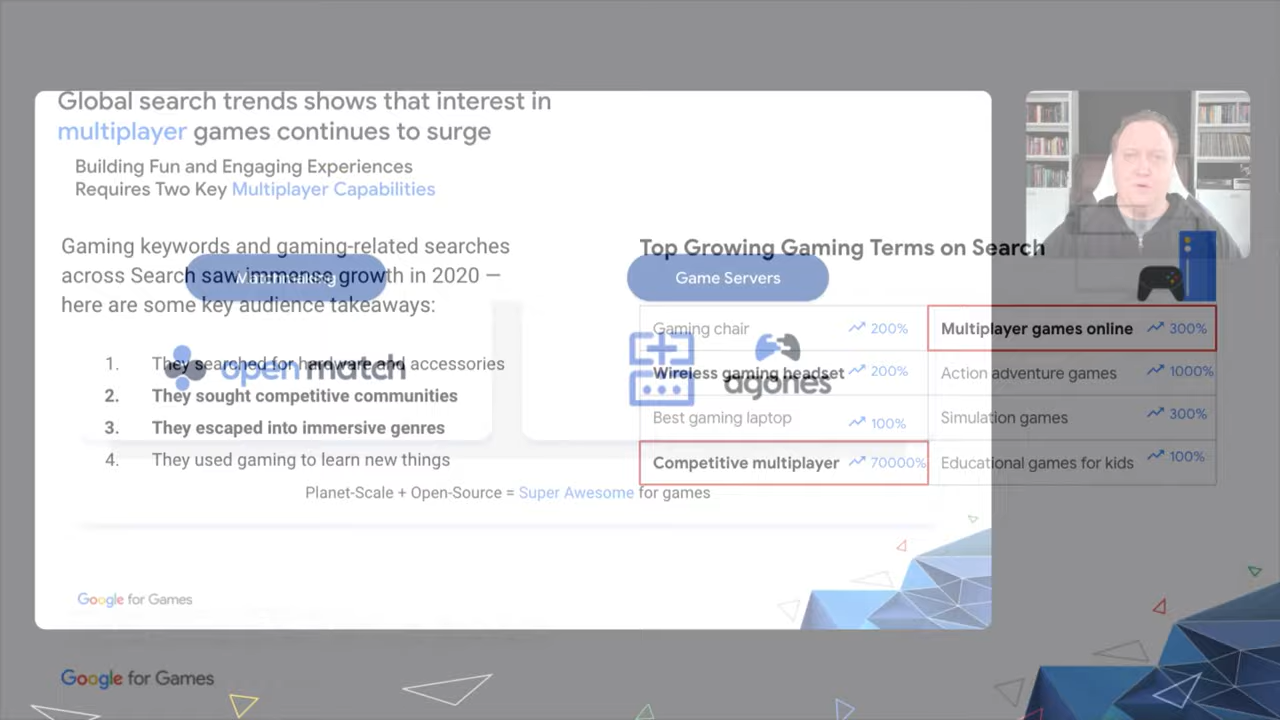 Global search trends shows that interest in
multiplayer games continues to surge
Building Fun and Engaging Experiences
Requires Two Key Multiplayer Capabilities
Gaming keywords and gaming-related searches
across Search saw immense growth in 2020 —
here are some key audience takeaways:
Matchmaking
open match
1. They searched for hardware and accessories
2. They sought competitive communities
3. They escaped into immersive genres
4. They used gaming to learn new things
Top Growing Gaming Terms on Search
Game Servers
agones
Gaming chair 200%
Multiplayer games online 300%
Wireless gaming headset 200%
Action adventure games 1000%
Best gaming laptop 100%
Simulation games 300%
Competitive multiplayer 70000%
Educational games for kids 100%
Planet-Scale + Open-Source = Super Awesome for games
Google for Games
Google for Games